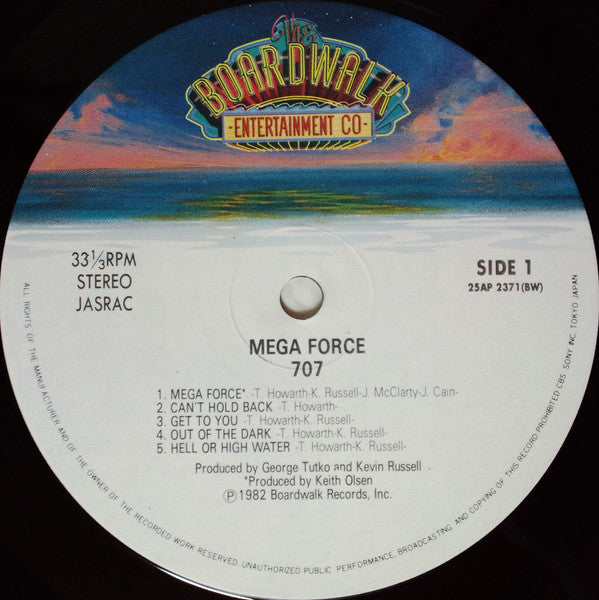 The
BOARDWALK
-ENTERTAINMENT CO-
33 1/3 RPM
STEREO
JASRAC
SIDE 1
25AP 2371(BW)
MEGA FORCE
707
1. MEGA FORCE* -T. Howarth-K. Russell-J. McClarty-J. Cain-
2. CAN'T HOLD BACK -T. Howarth-
3. GET TO YOU -T. Howarth-K. Russell-
4. OUT OF THE DARK -T. Howarth-K. Russell-
5. HELL OR HIGH WATER -T. Howarth-K. Russell-
Produced by George Tutko and Kevin Russell
*Produced by Keith Olsen
Ⓟ 1982 Boardwalk Records, Inc.
ALL RIGHTS OF THE MANUFACTURER AND OF THE OWNER OF THE RECORDED WORK RESERVED. UNAUTHORIZED PUBLIC PERFORMANCE, BROADCASTING AND COPYING OF THIS RECORD PROHIBITED CBS SONY INC. TOKYO JAPAN